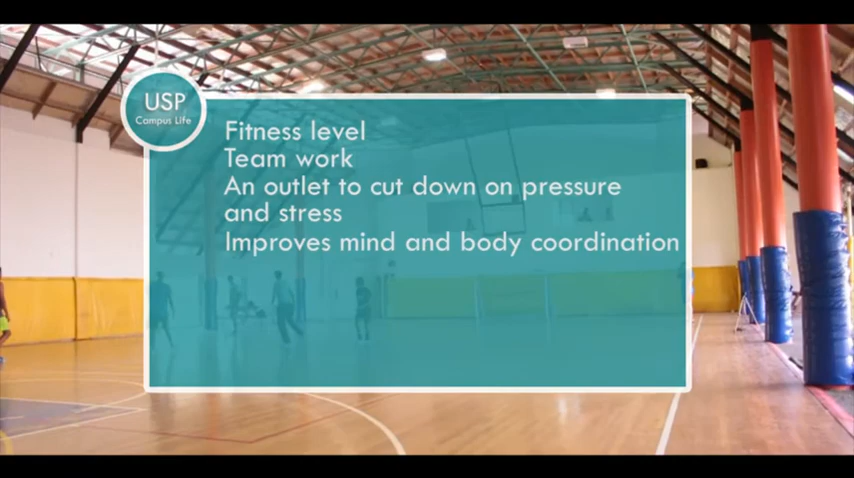 USP
Campus Life
Fitness level
Team work
An outlet to cut down on pressure
and stress
Improves mind and body coordination